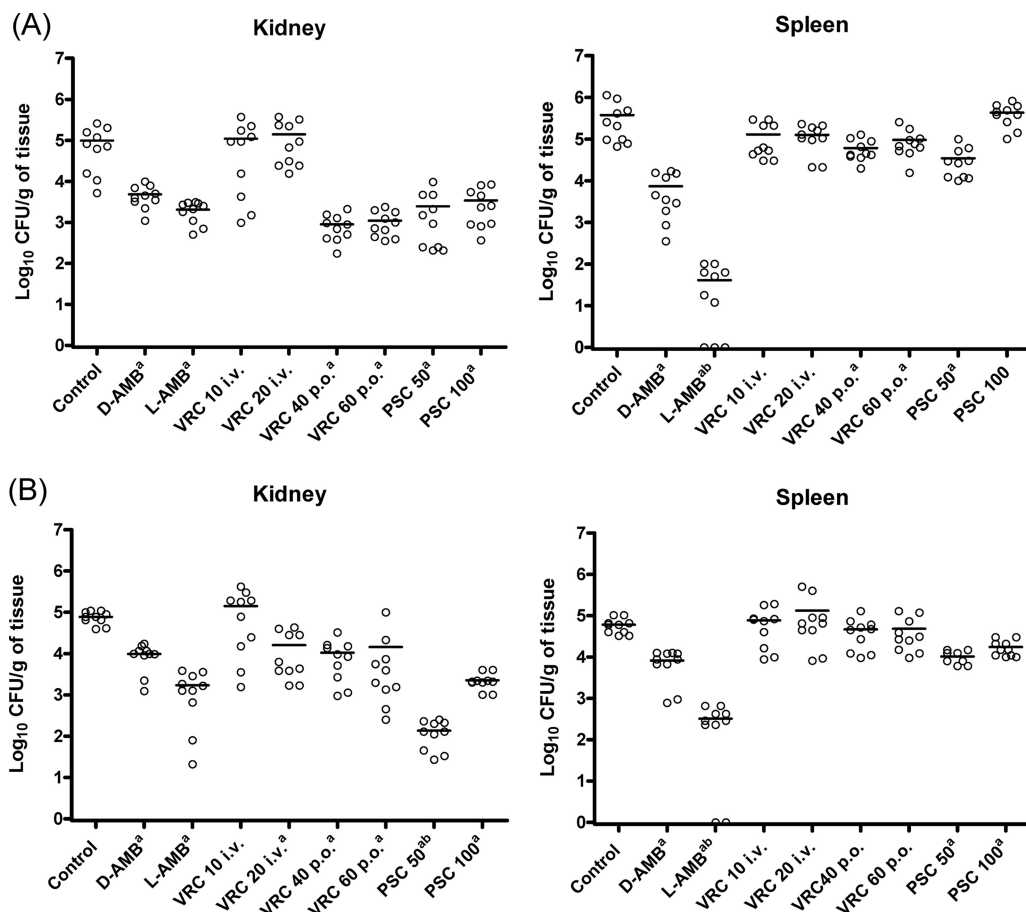 (A)
Kidney
Log10 CFU/g of tissue
7
6
5
4
3
2
1
0
Control
D-AMBa
L-AMBa
VRC 10 i.v.
VRC 20 i.v.
VRC 40 p.o.a
VRC 60 p.o.a
PSC 50a
PSC 100a
Spleen
Log10 CFU/g of tissue
7
6
5
4
3
2
1
0
Control
D-AMBa
L-AMBab
VRC 10 i.v.
VRC 20 i.v.
VRC 40 p.o.a
VRC 60 p.o.a
PSC 50a
PSC 100
(B)
Kidney
Log10 CFU/g of tissue
7
6
5
4
3
2
1
0
Control
D-AMBa
L-AMBa
VRC 10 i.v.
VRC 20 i.v.a
VRC 40 p.o.a
VRC 60 p.o.a
PSC 50ab
PSC 100a
Spleen
Log10 CFU/g of tissue
7
6
5
4
3
2
1
0
Control
D-AMBa
L-AMBab
VRC 10 i.v.
VRC 20 i.v.
VRC40 p.o.
VRC 60 p.o.
PSC 50a
PSC 100a